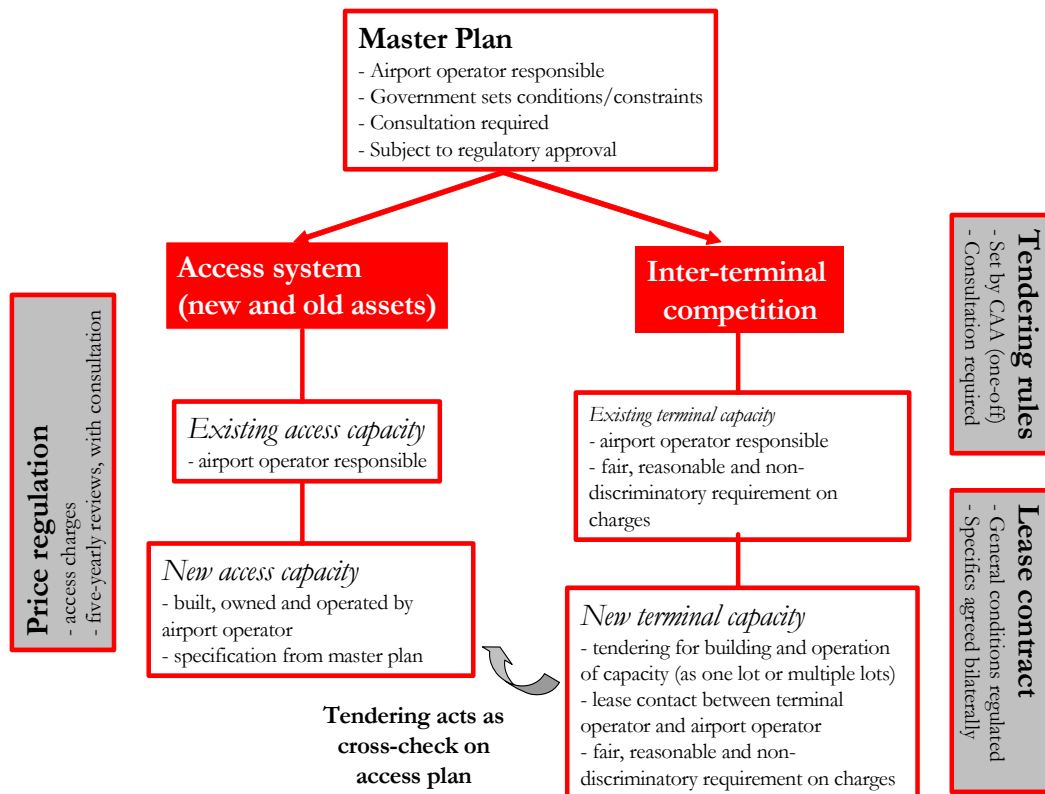 Master Plan
- Airport operator responsible
- Government sets conditions/constraints
- Consultation required
- Subject to regulatory approval
Access system
(new and old assets)
Inter-terminal
competition
Tendering rules
- Set by CAA (one-off)
- Consultation required
Price regulation
- access charges
- five-yearly reviews, with consultation
Existing access capacity
- airport operator responsible
Existing terminal capacity
- airport operator responsible
- fair, reasonable and non-
discriminatory requirement on
charges
Lease contract
- General conditions regulated
- Specifics agreed bilaterally
New access capacity
- built, owned and operated by
airport operator
- specification from master plan
New terminal capacity
- tendering for building and operation
of capacity (as one lot or multiple lots)
- lease contact between terminal
operator and airport operator
- fair, reasonable and non-
discriminatory requirement on charges
Tendering acts as
cross-check on
access plan